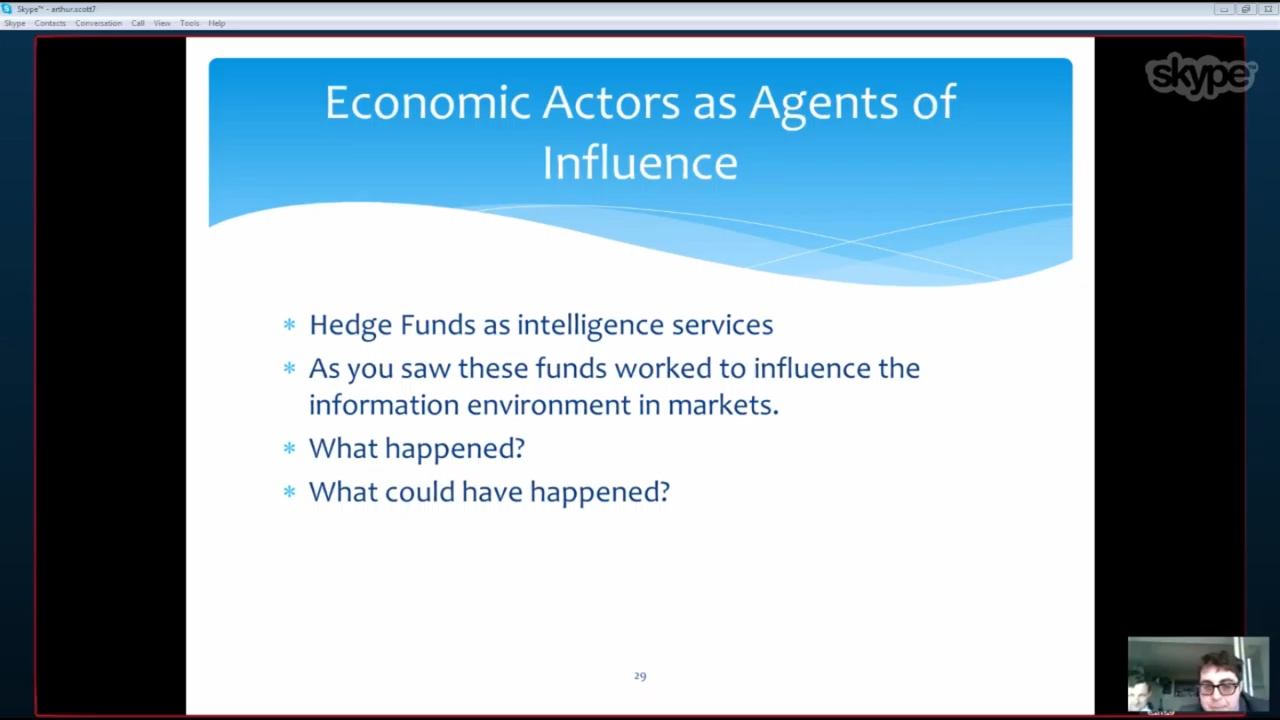 Skype™ - arthur.scott7
Skype Contacts Conversation Call View Tools Help
skype™
Economic Actors as Agents of
Influence
* Hedge Funds as intelligence services
* As you saw these funds worked to influence the
information environment in markets.
* What happened?
* What could have happened?
29